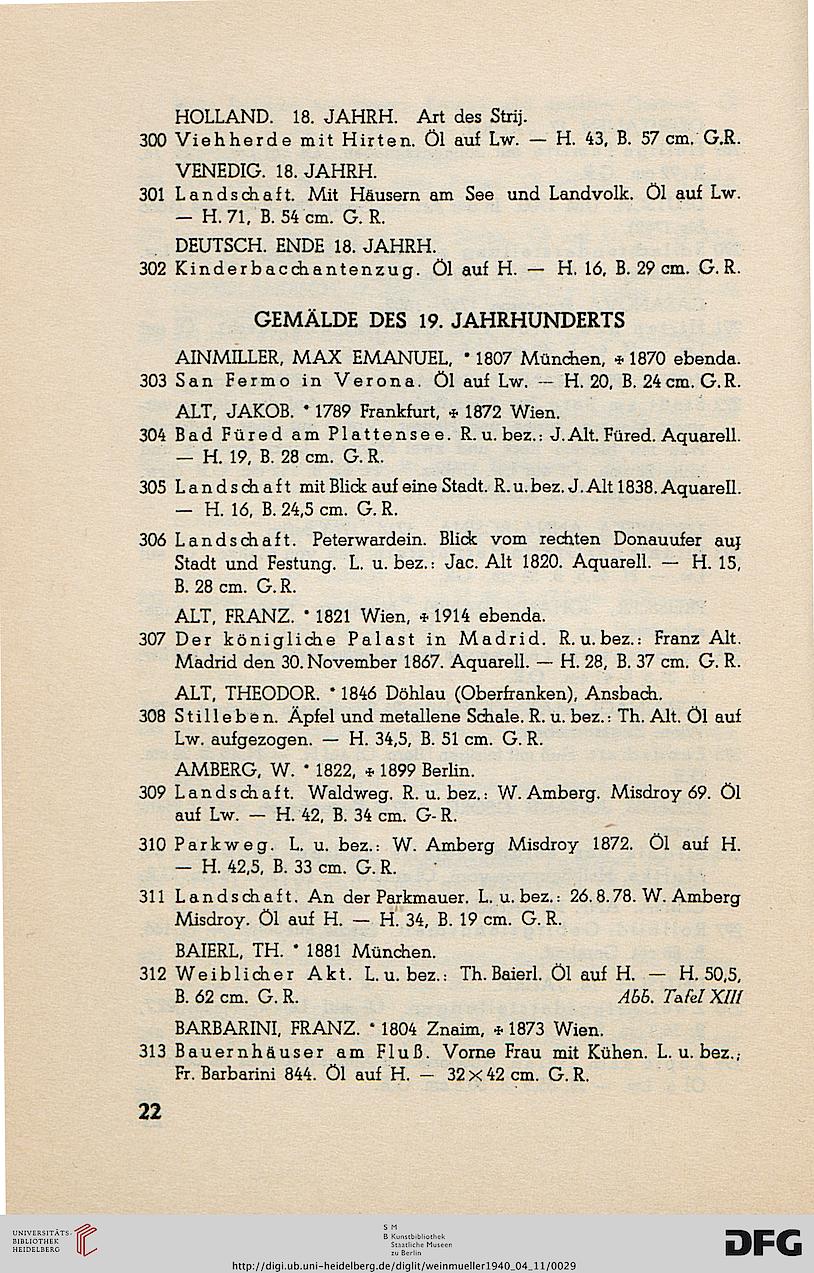 HOLLAND. 18. JAHRH. Art des Strij.
300 Viehherde mit Hirten. Öl auf Lw. — H. 43, B. 57 cm. G.R.
VENEDIG. 18. JAHRH.
301 Landschaft. Mit Häusern am See und Landvolk. Öl auf Lw.
— H. 71, B. 54 cm. G. R.
DEUTSCH. ENDE 18. JAHRH.
302 Kinderbacchantenzug. Öl auf H. — H. 16, B. 29 cm. G. R.
GEMÄLDE DES 19. JAHRHUNDERTS
AINMILLER, MAX EMANUEL, * 1807 München, + 1870 ebenda.
303 San Fermo in Verona. Öl auf Lw. — H. 20, B. 24 cm. G. R.
ALT, JAKOB. * 1789 Frankfurt, + 1872 Wien.
304 Bad Füred am Plattensee. R. u. bez.: J. Alt. Füred. Aquarell.
— H. 19, B. 28 cm. G. R.
305 Landschaft mit Blick auf eine Stadt. R. u. bez. J. Alt 1838. Aquarell.
— H. 16, B. 24,5 cm. G. R.
306 Landschaft. Peterwardein. Blick vom rechten Donauufer auf
Stadt und Festung. L. u. bez.: Jac. Alt 1820. Aquarell. — H. 15,
B. 28 cm. G. R.
ALT, FRANZ. * 1821 Wien, + 1914 ebenda.
307 Der königliche Palast in Madrid. R. u. bez.: Franz Alt.
Madrid den 30. November 1867. Aquarell. — H. 28, B. 37 cm. G. R.
ALT, THEODOR. * 1846 Döhlau (Oberfranken), Ansbach.
308 Stilleben. Äpfel und metallene Schale. R. u. bez.: Th. Alt. Öl auf
Lw. aufgezogen. — H. 34,5, B. 51 cm. G. R.
AMBERG, W. * 1822, + 1899 Berlin.
309 Landschaft. Waldweg. R. u. bez.: W. Amberg. Misdroy 69. Öl
auf Lw. — H. 42, B. 34 cm. G- R.
310 Parkweg. L. u. bez.: W. Amberg Misdroy 1872. Öl auf H.
— H. 42,5, B. 33 cm. G. R.
311 Landschaft. An der Parkmauer. L. u. bez.: 26. 8. 78. W. Amberg
Misdroy. Öl auf H. — H. 34, B. 19 cm. G. R.
BAIERL, TH. * 1881 München.
312 Weiblicher Akt. L. u. bez.: Th. Baierl. Öl auf H. — H. 50,5,
B. 62 cm. G. R. Abb. Tafel XIII
BARBARINI, FRANZ. * 1804 Znaim, + 1873 Wien.
313 Bauernhäuser am Fluß. Vorne Frau mit Kühen. L. u. bez.;
Fr. Barbarini 844. Öl auf H. — 32 × 42 cm. G. R.
22
UNIVERSITÄTS-
BIBLIOTHEK
HEIDELBERG
S M
B Kunstbibliothek
Staatliche Museen
zu Berlin
DFG
http://digi.ub.uni-heidelberg.de/diglit/weinmueller1940_04_11/0029